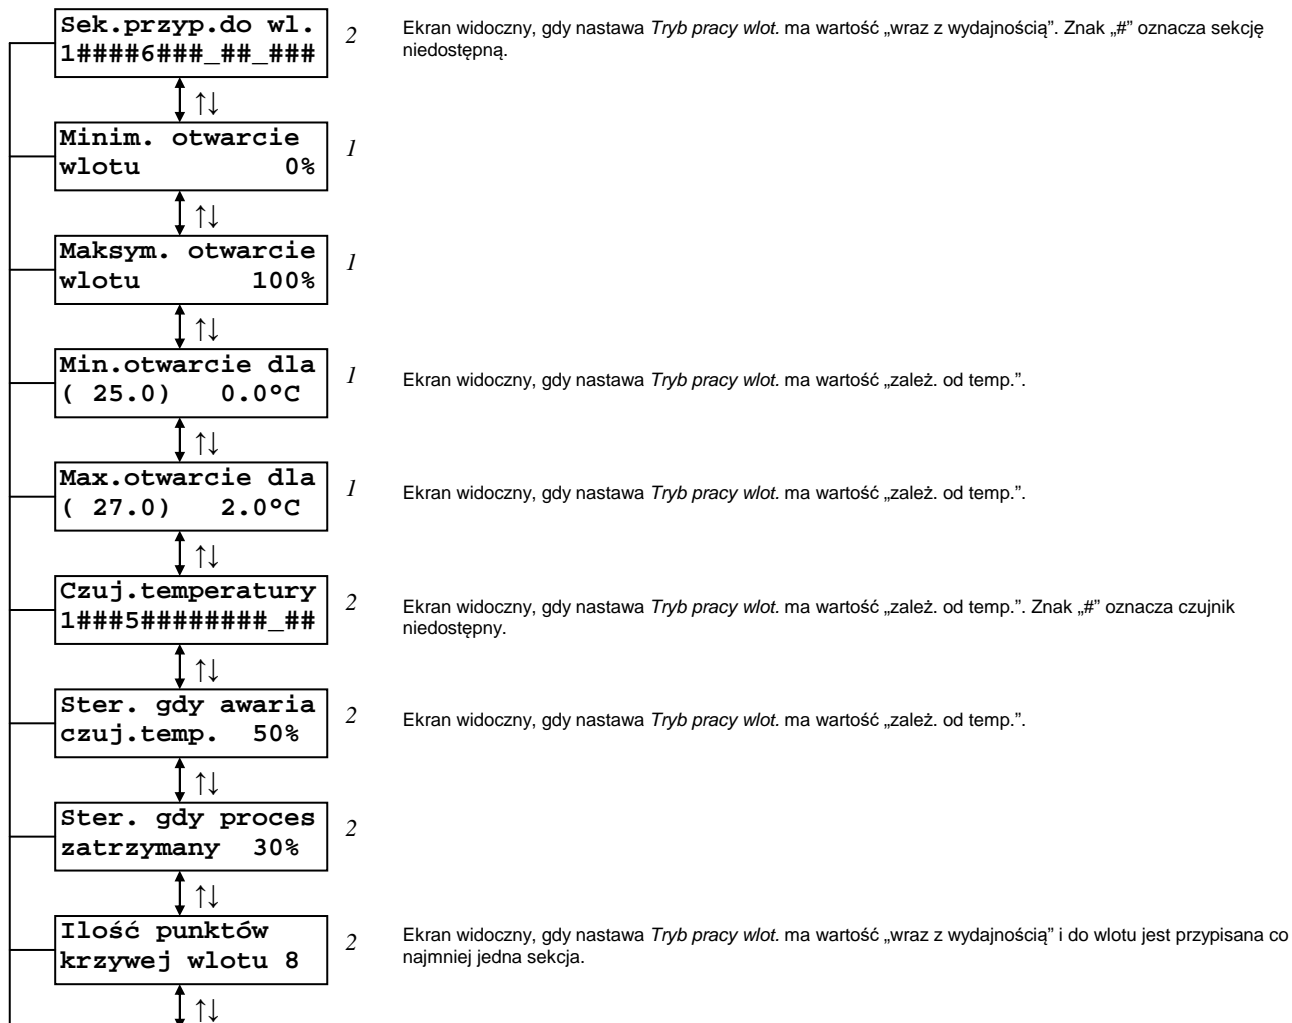 Sek.przyp.do wl.
1####6###_##_###
2
Ekran widoczny, gdy nastawa Tryb pracy wlot. ma wartość „wraz z wydajnością”. Znak „#” oznacza sekcję
niedostępną.
↑↓
Minim. otwarcie
wlotu 0%
1
↑↓
Maksym. otwarcie
wlotu 100%
1
↑↓
Min.otwarcie dla
( 25.0) 0.0°C
1
Ekran widoczny, gdy nastawa Tryb pracy wlot. ma wartość „zależ. od temp.”.
↑↓
Max.otwarcie dla
( 27.0) 2.0°C
1
Ekran widoczny, gdy nastawa Tryb pracy wlot. ma wartość „zależ. od temp.”.
↑↓
Czuj.temperatury
1###5########_##
2
Ekran widoczny, gdy nastawa Tryb pracy wlot. ma wartość „zależ. od temp.”. Znak „#” oznacza czujnik
niedostępny.
↑↓
Ster. gdy awaria
czuj.temp. 50%
2
Ekran widoczny, gdy nastawa Tryb pracy wlot. ma wartość „zależ. od temp.”.
↑↓
Ster. gdy proces
zatrzymany 30%
2
↑↓
Ilość punktów
krzywej wlotu 8
2
Ekran widoczny, gdy nastawa Tryb pracy wlot. ma wartość „wraz z wydajnością” i do wlotu jest przypisana co
najmniej jedna sekcja.
↑↓